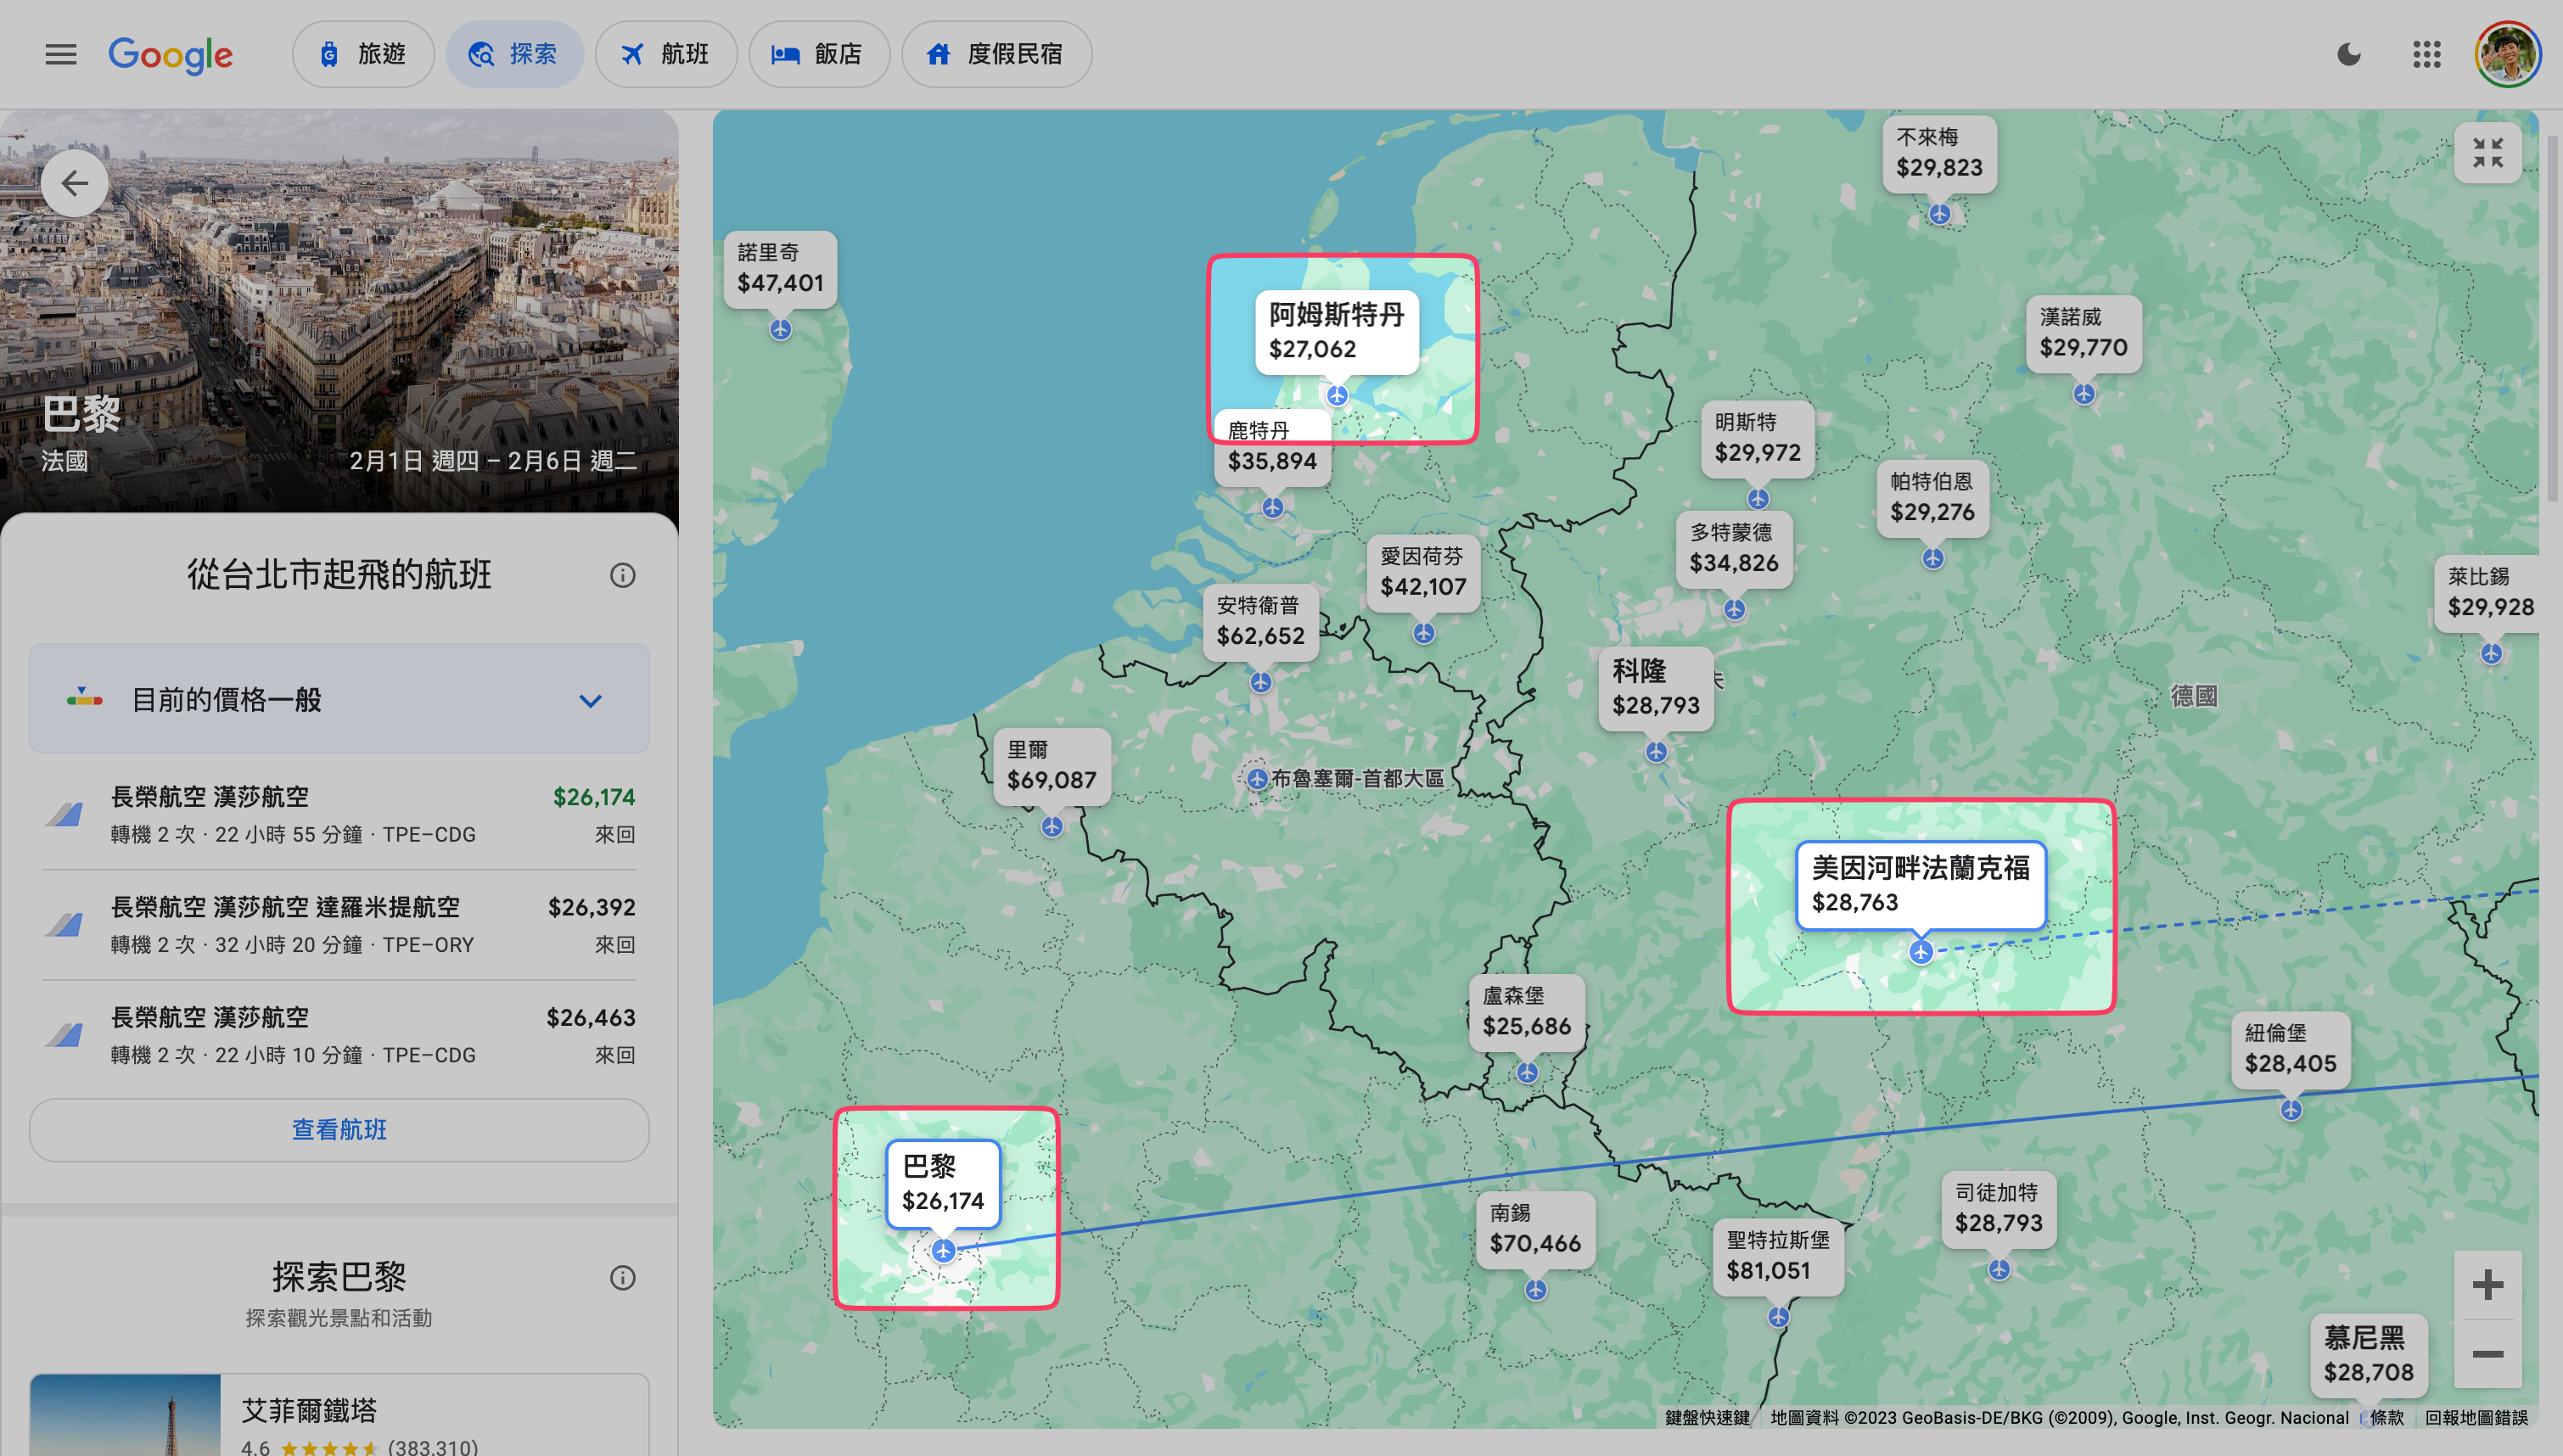 Google
旅遊
探索
航班
飯店
度假民宿
巴黎
法國
2月1日 週四 – 2月6日 週二
從台北市起飛的航班
目前的價格一般
長榮航空 漢莎航空
$26,174
轉機 2 次 · 22 小時 55 分鐘 · TPE–CDG
來回
長榮航空 漢莎航空 達羅米提航空
$26,392
轉機 2 次 · 32 小時 20 分鐘 · TPE–ORY
來回
長榮航空 漢莎航空
$26,463
轉機 2 次 · 22 小時 10 分鐘 · TPE–CDG
來回
查看航班
探索巴黎
探索觀光景點和活動
艾菲爾鐵塔
4.6
(383,310)
不來梅
$29,823
諾里奇
$47,401
阿姆斯特丹
$27,062
漢諾威
$29,770
鹿特丹
$35,894
明斯特
$29,972
帕特伯恩
$29,276
多特蒙德
$34,826
愛因荷芬
$42,107
安特衛普
$62,652
萊比錫
$29,928
科隆
$28,793
夫
德國
里爾
$69,087
布魯塞爾-首都大區
美因河畔法蘭克福
$28,763
盧森堡
$25,686
紐倫堡
$28,405
巴黎
$26,174
南錫
$70,466
聖特拉斯堡
$81,051
司徒加特
$28,793
慕尼黑
$28,708
鍵盤快速鍵
地圖資料 ©2023 GeoBasis-DE/BKG (©2009), Google, Inst. Geogr. Nacional
條款
回報地圖錯誤